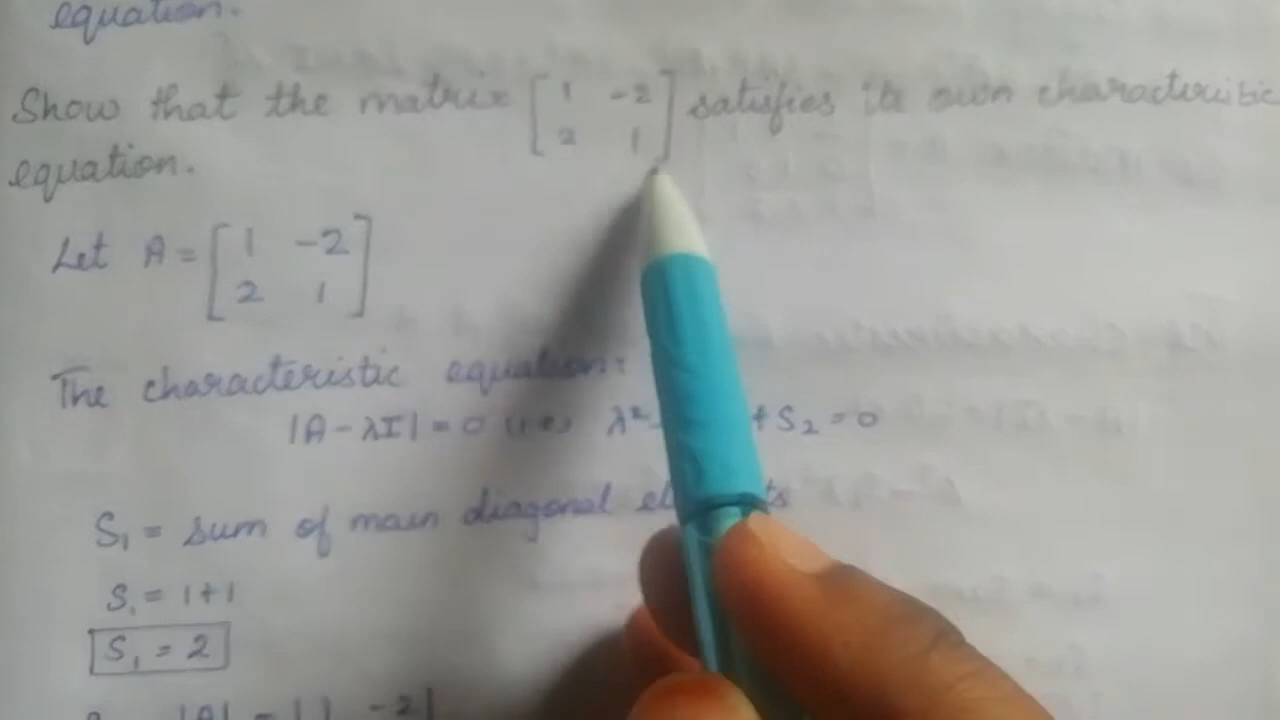 equation.
Show that the matrix [ 1 -2 ] satisfies its own characteristic
2 1
equation.
Let A = [ 1 -2 ]
2 1
The characteristic equation:
|A - λI| = 0 (i.e) λ² + S₂ = 0
S₁ = sum of main diagonal el ts
S₁ = 1+1
S₁ = 2
|A| = | 1 -2 |